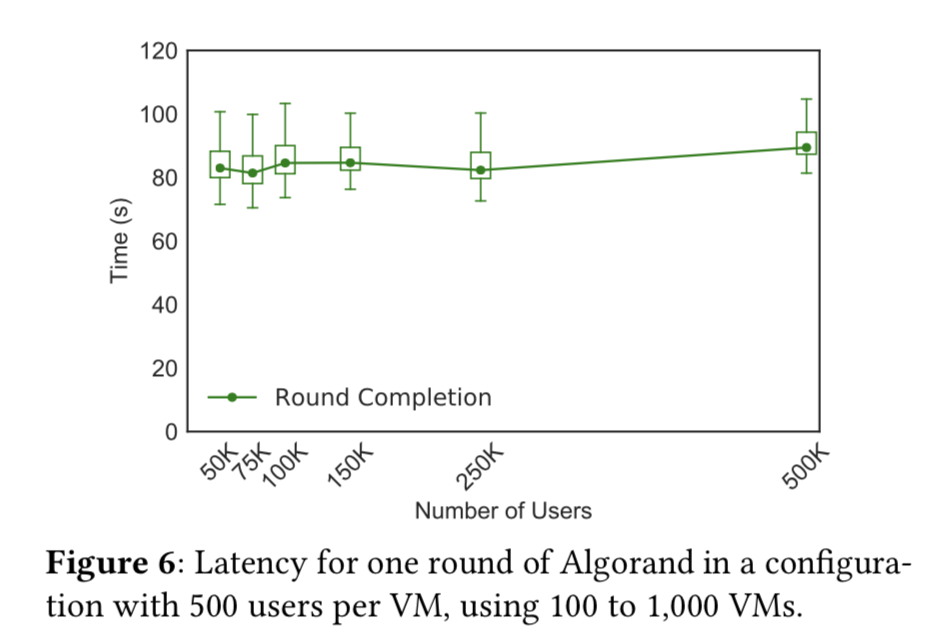 120
100
80
60
40
20
0
Time (s)
Round Completion
50K
75K
100K
150K
250K
500K
Number of Users
Figure 6: Latency for one round of Algorand in a configura-
tion with 500 users per VM, using 100 to 1,000 VMs.